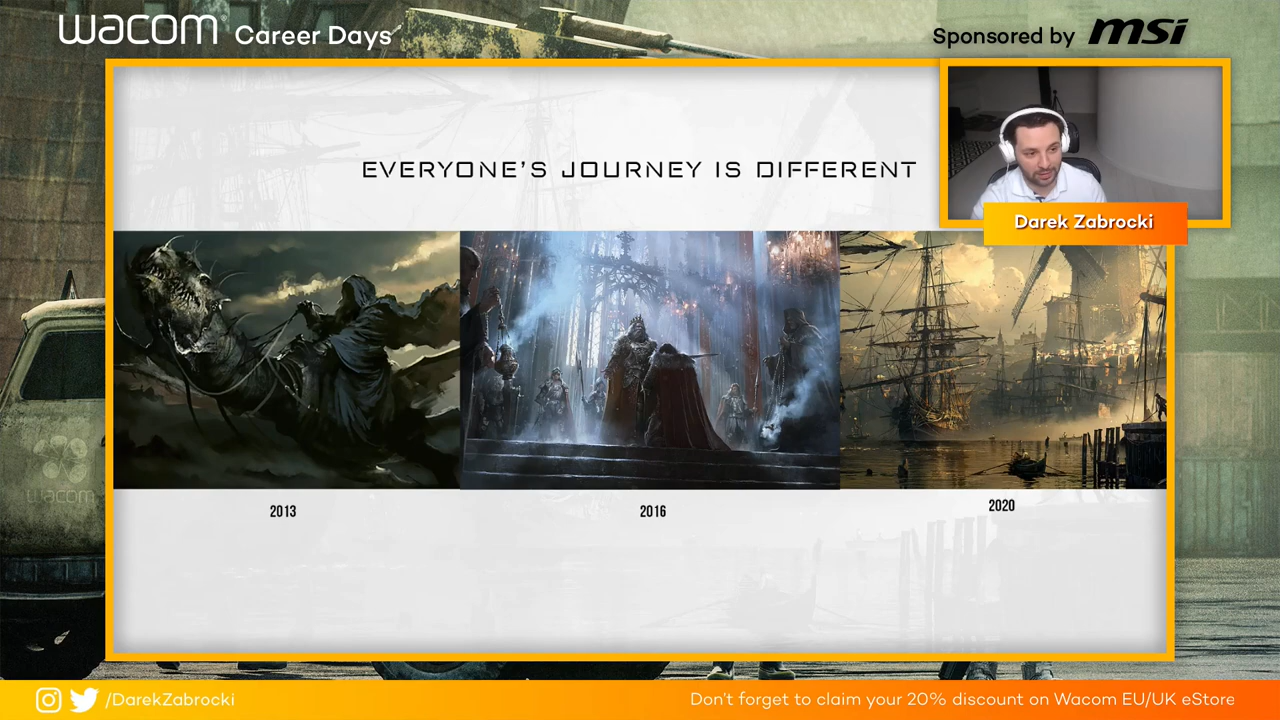 wacom Career Days
Sponsored by msi
EVERYONE'S JOURNEY IS DIFFERENT
Darek Zabrocki
2013
2016
2020
wacom
/DarekZabrocki
Don't forget to claim your 20% discount on Wacom EU/UK eStore